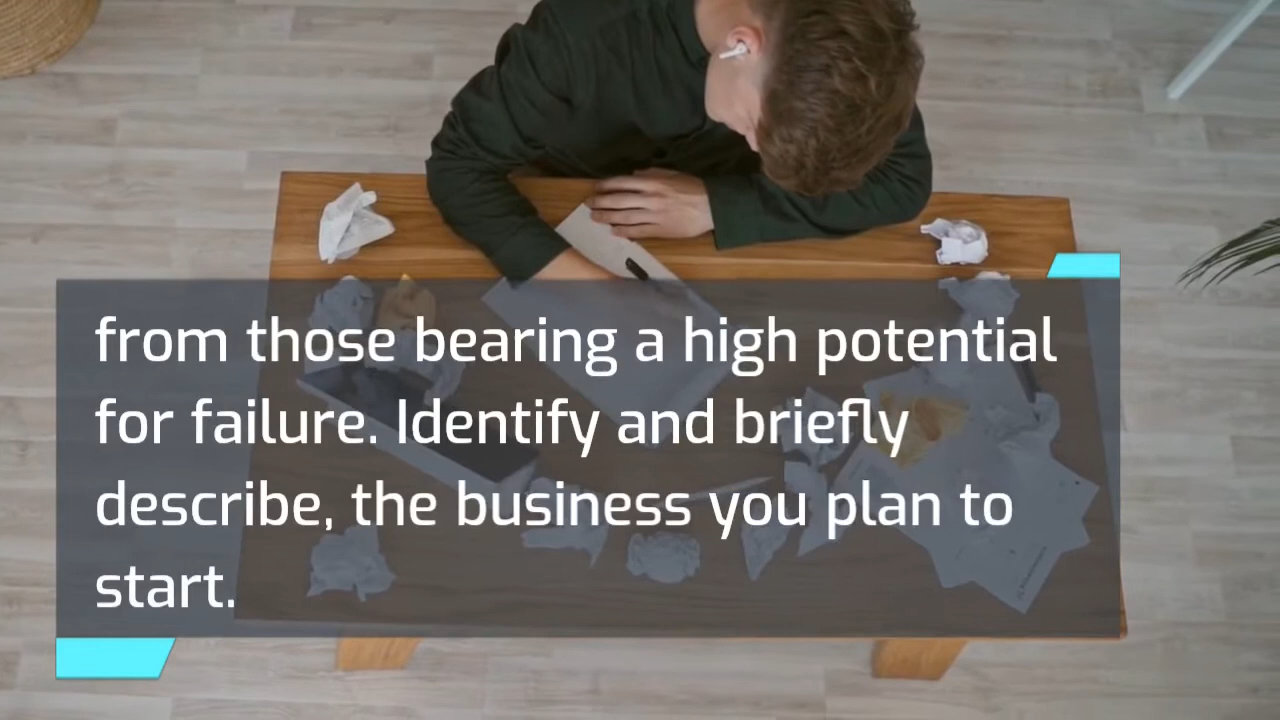 from those bearing a high potential
for failure. Identify and briefly
describe, the business you plan to
start.